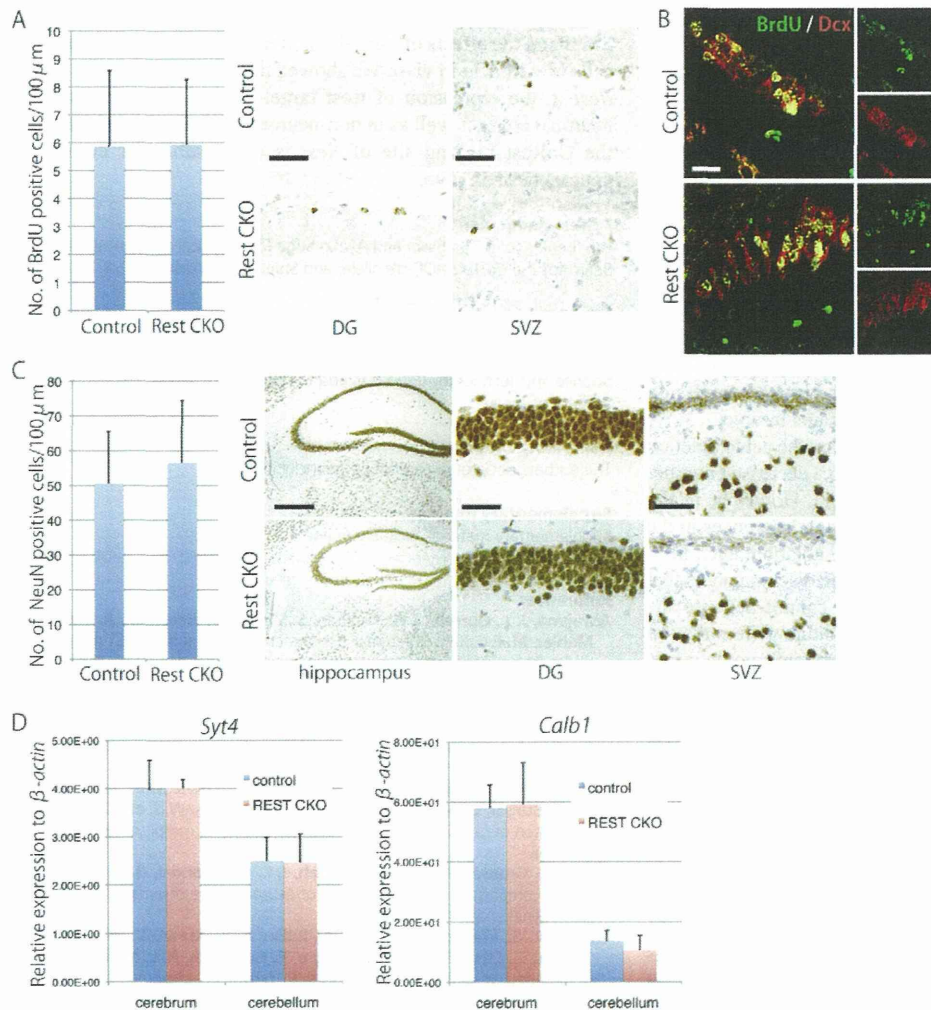 A
No. of BrdU positive cells/100 μm
10
9
8
7
6
5
4
3
2
1
0
Control
Rest CKO
Control
Rest CKO
DG
SVZ
B
BrdU / Dcx
Control
Rest CKO
C
No. of NeuN positive cells/100 μm
80
70
60
50
40
30
20
10
0
Control
Rest CKO
Control
Rest CKO
hippocampus
DG
SVZ
D
Syt4
Relative expression to β-actin
5.00E+00
4.00E+00
3.00E+00
2.00E+00
1.00E+00
0.00E+00
control
REST CKO
cerebrum
cerebellum
Calb1
Relative expression to β-actin
8.00E+01
6.00E+01
4.00E+01
2.00E+01
0.00E+00
control
REST CKO
cerebrum
cerebellum